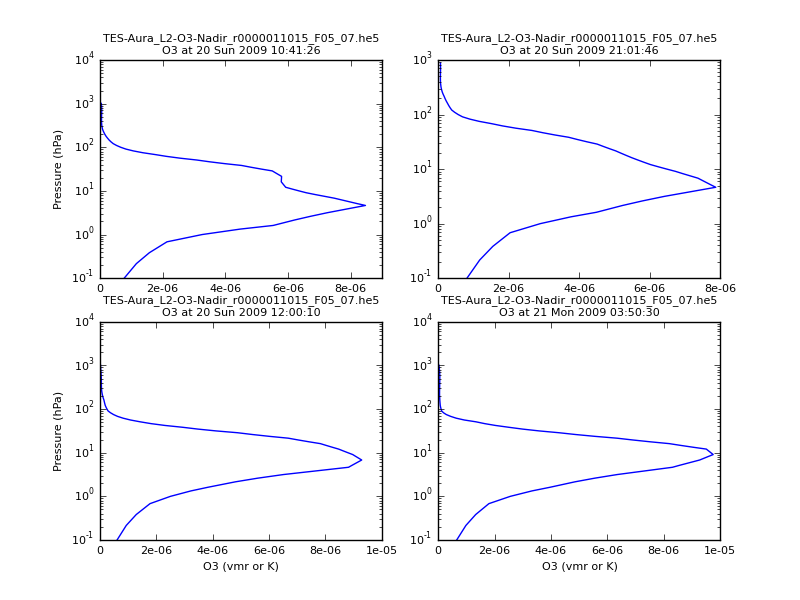 TES-Aura_L2-O3-Nadir_r0000011015_F05_07.he5
O3 at 20 Sun 2009 10:41:26
10^4
10^3
10^2
10^1
10^0
10^-1
Pressure (hPa)
0 2e-06 4e-06 6e-06 8e-06
TES-Aura_L2-O3-Nadir_r0000011015_F05_07.he5
O3 at 20 Sun 2009 21:01:46
10^3
10^2
10^1
10^0
10^-1
0 2e-06 4e-06 6e-06 8e-06
TES-Aura_L2-O3-Nadir_r0000011015_F05_07.he5
O3 at 20 Sun 2009 12:00:10
10^4
10^3
10^2
10^1
10^0
10^-1
Pressure (hPa)
0 2e-06 4e-06 6e-06 8e-06 1e-05
O3 (vmr or K)
TES-Aura_L2-O3-Nadir_r0000011015_F05_07.he5
O3 at 21 Mon 2009 03:50:30
10^4
10^3
10^2
10^1
10^0
10^-1
0 2e-06 4e-06 6e-06 8e-06 1e-05
O3 (vmr or K)